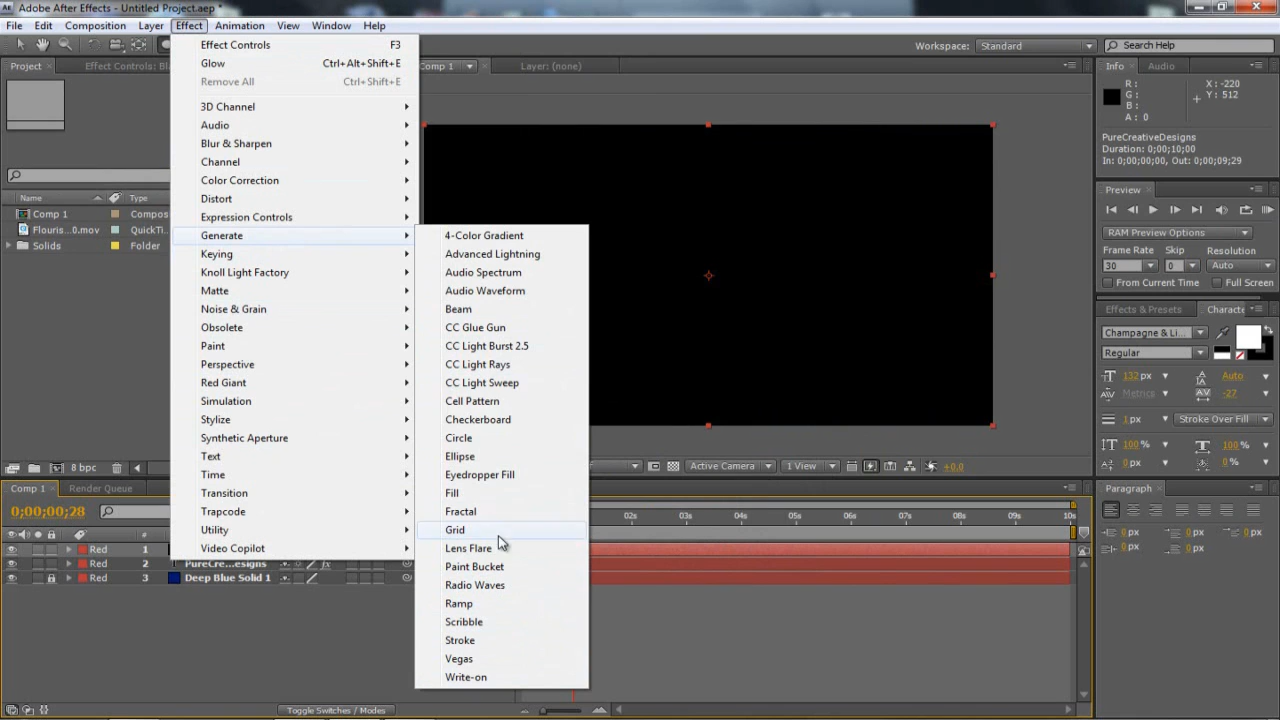 Adobe After Effects - Untitled Project.aep *
File Edit Composition Layer Effect Animation View Window Help
Workspace: Standard Search Help
Project Effect Controls: Bl
Comp 1 Layer: (none)
Effect Controls F3
Glow Ctrl+Alt+Shift+E
Remove All Ctrl+Shift+E
3D Channel
Audio
Blur & Sharpen
Channel
Color Correction
Distort
Expression Controls
Generate
Keying
Knoll Light Factory
Matte
Noise & Grain
Obsolete
Paint
Perspective
Red Giant
Simulation
Stylize
Synthetic Aperture
Text
Time
Transition
Trapcode
Utility
Video Copilot
4-Color Gradient
Advanced Lightning
Audio Spectrum
Audio Waveform
Beam
CC Glue Gun
CC Light Burst 2.5
CC Light Rays
CC Light Sweep
Cell Pattern
Checkerboard
Circle
Ellipse
Eyedropper Fill
Fill
Fractal
Grid
Lens Flare
Paint Bucket
Radio Waves
Ramp
Scribble
Stroke
Vegas
Write-on
Name Type
Comp 1 Compos
Flouris...0.mov QuickTi
Solids Folder
8 bpc
Active Camera 1 View +0.0
Info Audio
R : X : -220
G : Y : 512
B :
A : 0
PureCreativeDesigns
Duration: 0;00;10;00
In: 0;00;00;00, Out: 0;00;09;29
Preview
RAM Preview Options
Frame Rate Skip Resolution
30 0 Auto
From Current Time Full Screen
Effects & Presets Characte
Champagne & Li...
Regular
132 px Auto
Metrics -27
1 px Stroke Over Fill
100 % 100 %
0 px 0 %
Paragraph
0 px 0 px 0 px
0 px 0 px
Comp 1 Render Queue
0;00;00;28
#
02s 03s 04s 05s 06s 07s 08s 09s 10s
Red 1
Red 2 PureCre...esigns
Red 3 Deep Blue Solid 1
Toggle Switches / Modes